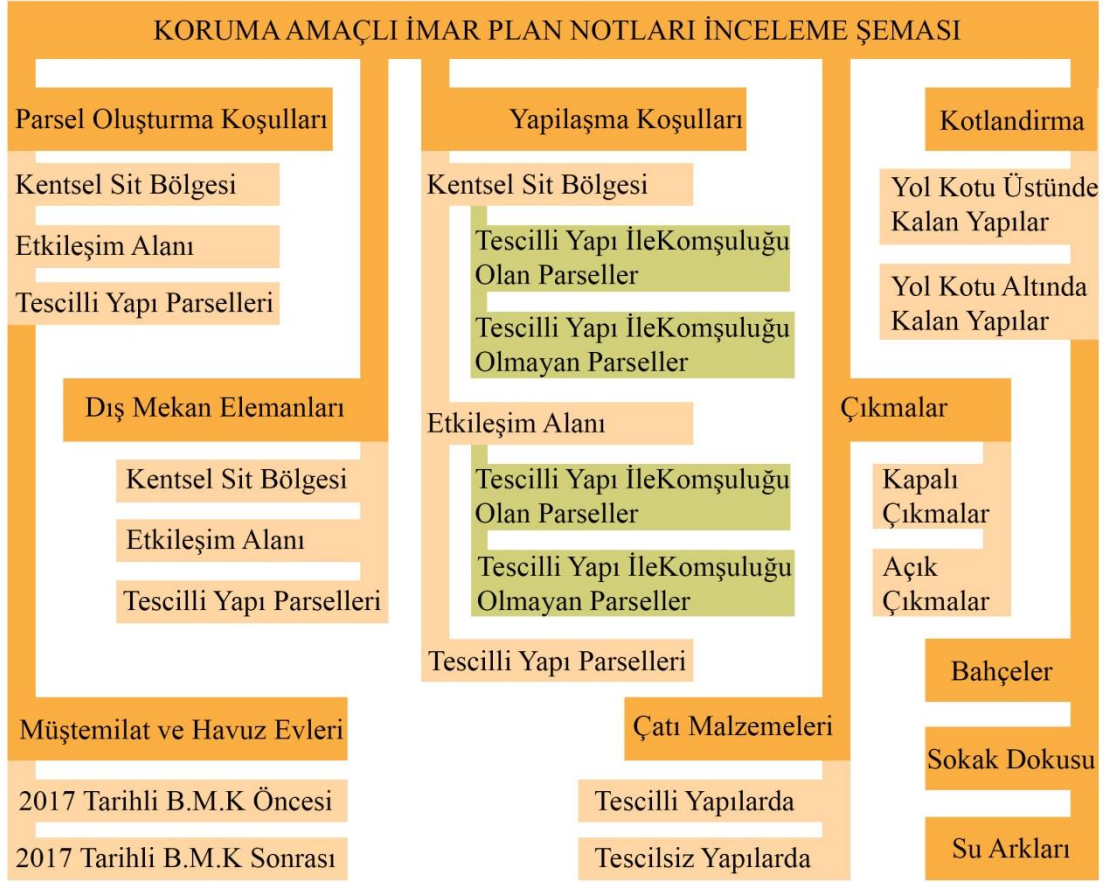 KORUMA AMAÇLI İMAR PLAN NOTLARI İNCELEME ŞEMASI
Parsel Oluşturma Koşulları
Kentsel Sit Bölgesi
Etkileşim Alanı
Tescilli Yapı Parselleri
Dış Mekan Elemanları
Kentsel Sit Bölgesi
Etkileşim Alanı
Tescilli Yapı Parselleri
Müştemilat ve Havuz Evleri
2017 Tarihli B.M.K Öncesi
2017 Tarihli B.M.K Sonrası
Yapilaşma Koşulları
Kentsel Sit Bölgesi
Tescilli Yapı İleKomşuluğu
Olan Parseller
Tescilli Yapı İleKomşuluğu
Olmayan Parseller
Etkileşim Alanı
Tescilli Yapı İleKomşuluğu
Olan Parseller
Tescilli Yapı İleKomşuluğu
Olmayan Parseller
Tescilli Yapı Parselleri
Çıkmalar
Kapalı
Çıkmalar
Açık
Çıkmalar
Çatı Malzemeleri
Tescilli Yapılarda
Tescilsiz Yapılarda
Kotlandirma
Yol Kotu Üstünde
Kalan Yapılar
Yol Kotu Altında
Kalan Yapılar
Bahçeler
Sokak Dokusu
Su Arkları